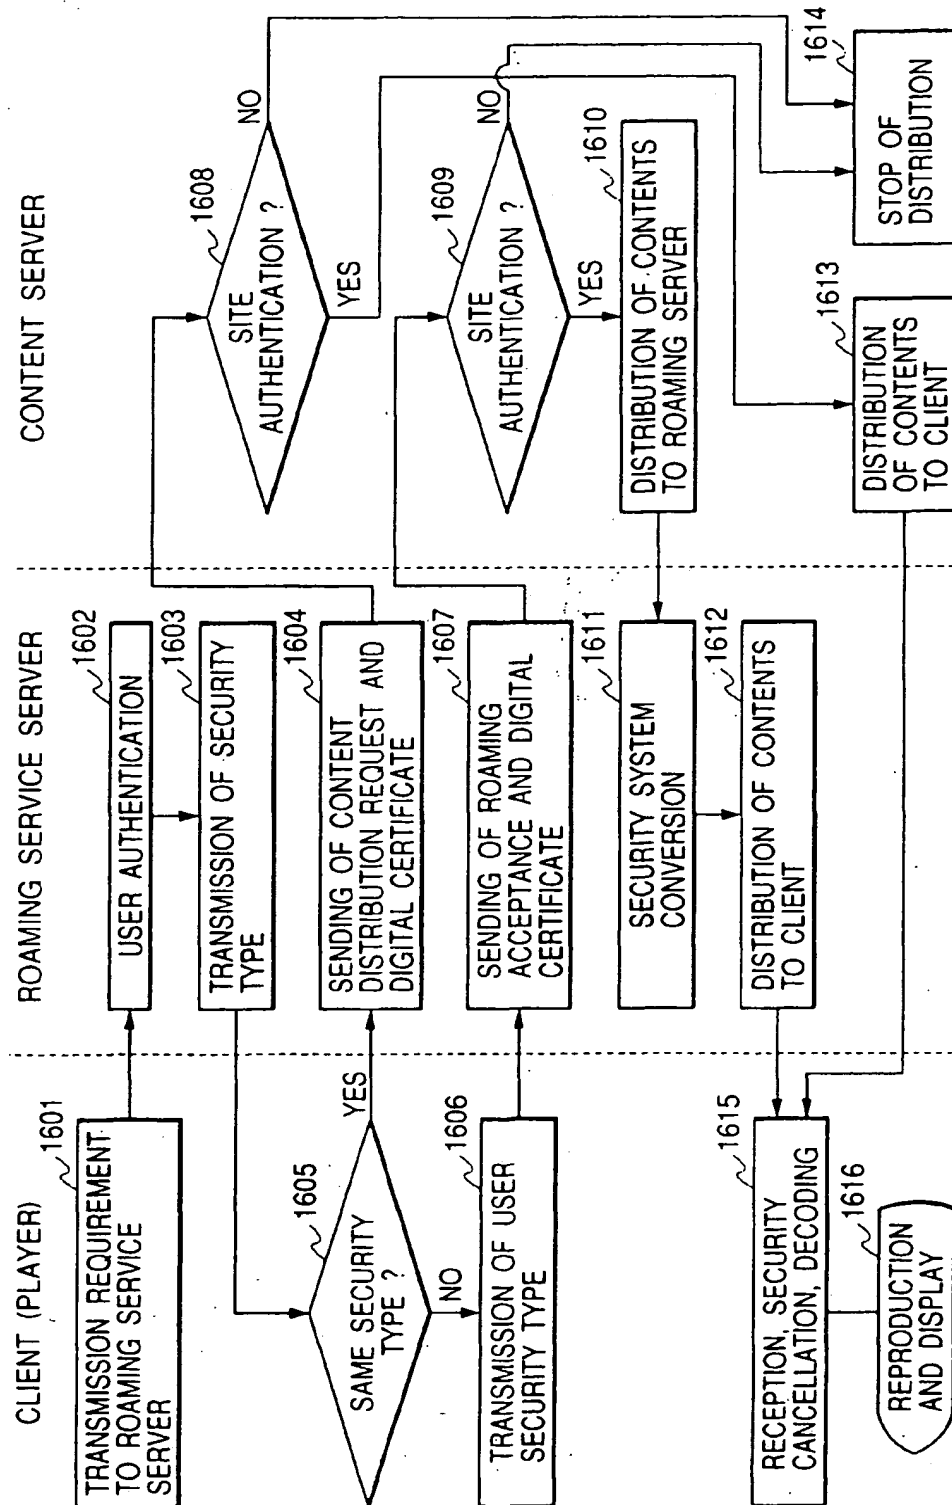 CLIENT (PLAYER)
ROAMING SERVICE SERVER
CONTENT SERVER
1601
TRANSMISSION REQUIREMENT
TO ROAMING SERVICE
SERVER
1602
USER AUTHENTICATION
1603
TRANSMISSION OF SECURITY
TYPE
1604
SENDING OF CONTENT
DISTRIBUTION REQUEST AND
DIGITAL CERTIFICATE
1605
SAME SECURITY
TYPE ?
YES
NO
1606
TRANSMISSION OF USER
SECURITY TYPE
1607
SENDING OF ROAMING
ACCEPTANCE AND DIGITAL
CERTIFICATE
1608
SITE
AUTHENTICATION ?
NO
YES
1609
SITE
AUTHENTICATION ?
NO
YES
1610
DISTRIBUTION OF CONTENTS
TO ROAMING SERVER
1611
SECURITY SYSTEM
CONVERSION
1612
DISTRIBUTION OF CONTENTS
TO CLIENT
1613
DISTRIBUTION
OF CONTENTS
TO CLIENT
1614
STOP OF
DISTRIBUTION
1615
RECEPTION, SECURITY
CANCELLATION, DECODING
1616
REPRODUCTION
AND DISPLAY